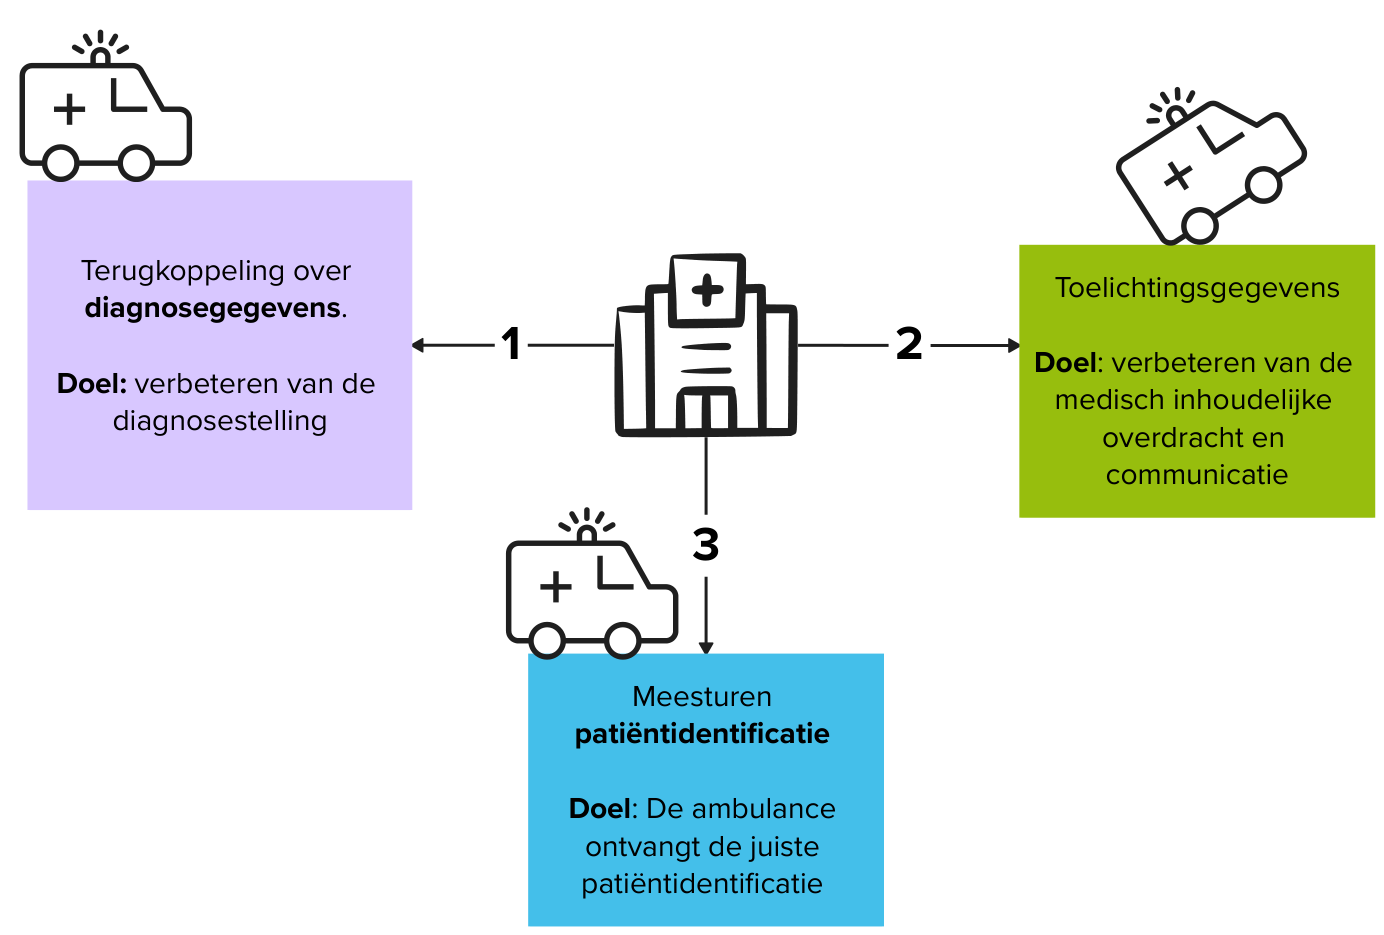 Terugkoppeling over
diagnosegegevens.
Doel: verbeteren van de
diagnosestelling
1
2
Toelichtingsgegevens
Doel: verbeteren van de
medisch inhoudelijke
overdracht en
communicatie
3
Meesturen
patiëntidentificatie
Doel: De ambulance
ontvangt de juiste
patiëntidentificatie